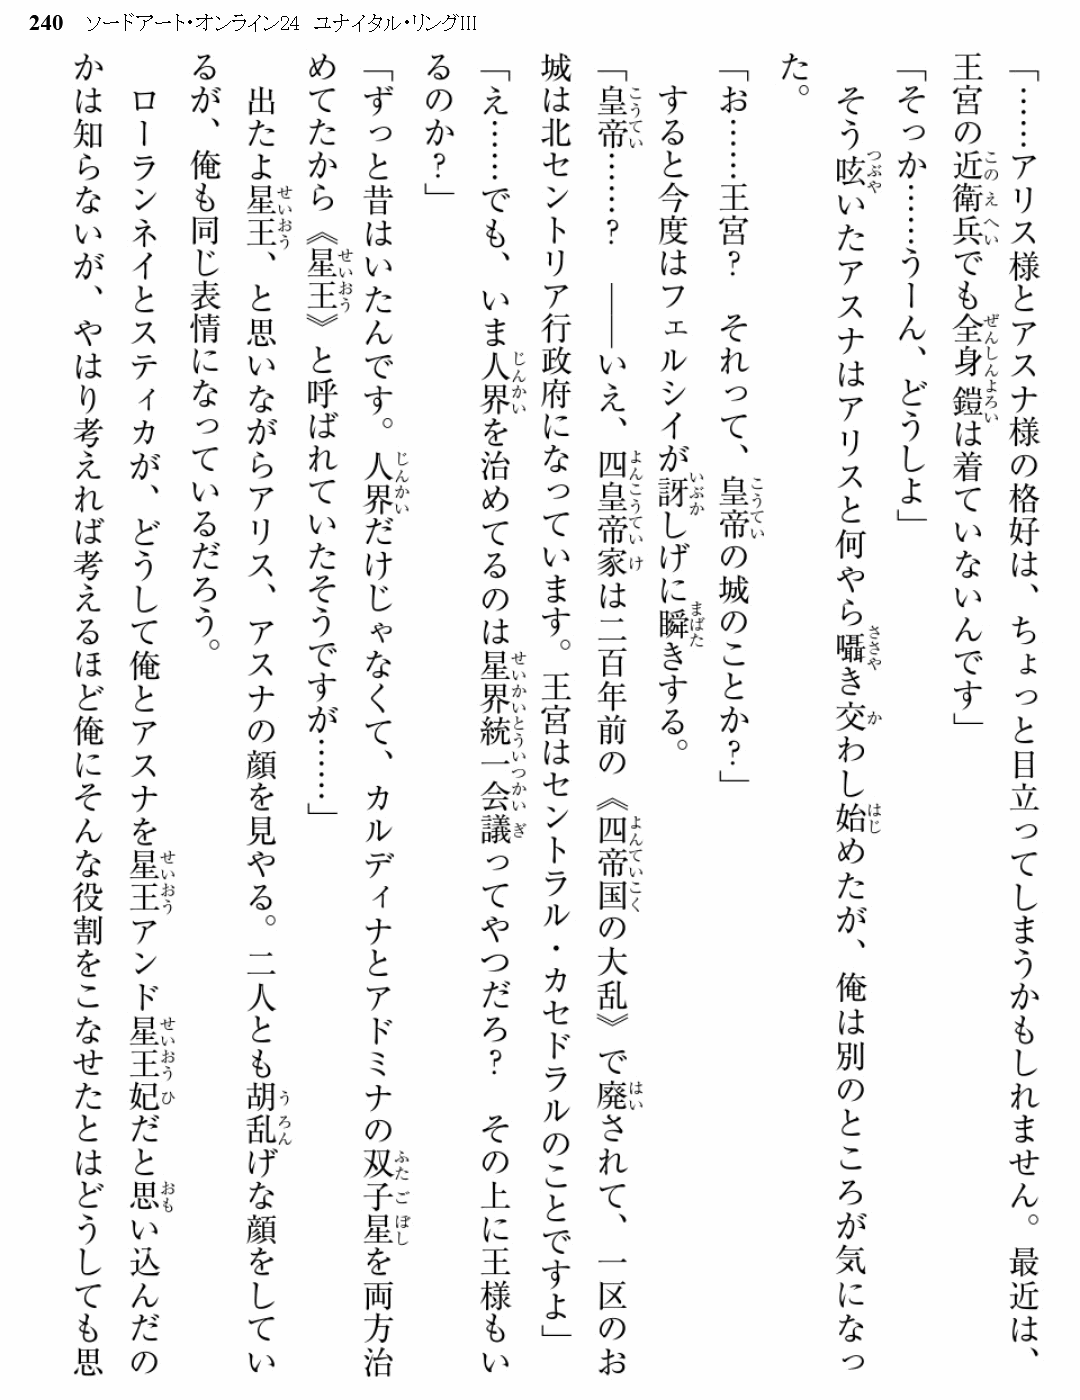 240 ソードアート・オンライン24 ユナイタル・リングIII
「……アリス様とアスナ様の格好は、ちょっと目立ってしまうかもしれません。最近は、
王宮の近衛兵でも全身鎧は着ていないんです」
「そっか……うーん、どうしよ」
そう呟いたアスナはアリスと何やら囁き交わし始めたが、俺は別のところが気になっ
た。
「お……王宮？ それって、皇帝の城のことか？」
すると今度はフェルシイが訝しげに瞬きする。
「皇帝……？ ――いえ、四皇帝家は二百年前の《四帝国の大乱》で廃されて、一区のお
城は北セントリア行政府になっています。王宮はセントラル・カセドラルのことですよ」
「え……でも、いま人界を治めてるのは星界統一会議ってやつだろ？ その上に王様もい
るのか？」
「ずっと昔はいたんです。人界だけじゃなくて、カルディナとアドミナの双子星を両方治
めてたから《星王》と呼ばれていたそうですが……」
出たよ星王、と思いながらアリス、アスナの顔を見やる。二人とも胡乱げな顔をしてい
るが、俺も同じ表情になっているだろう。
ローランネイとスティカが、どうして俺とアスナを星王アンド星王妃だと思い込んだの
かは知らないが、やはり考えれば考えるほど俺にそんな役割をこなせたとはどうしても思